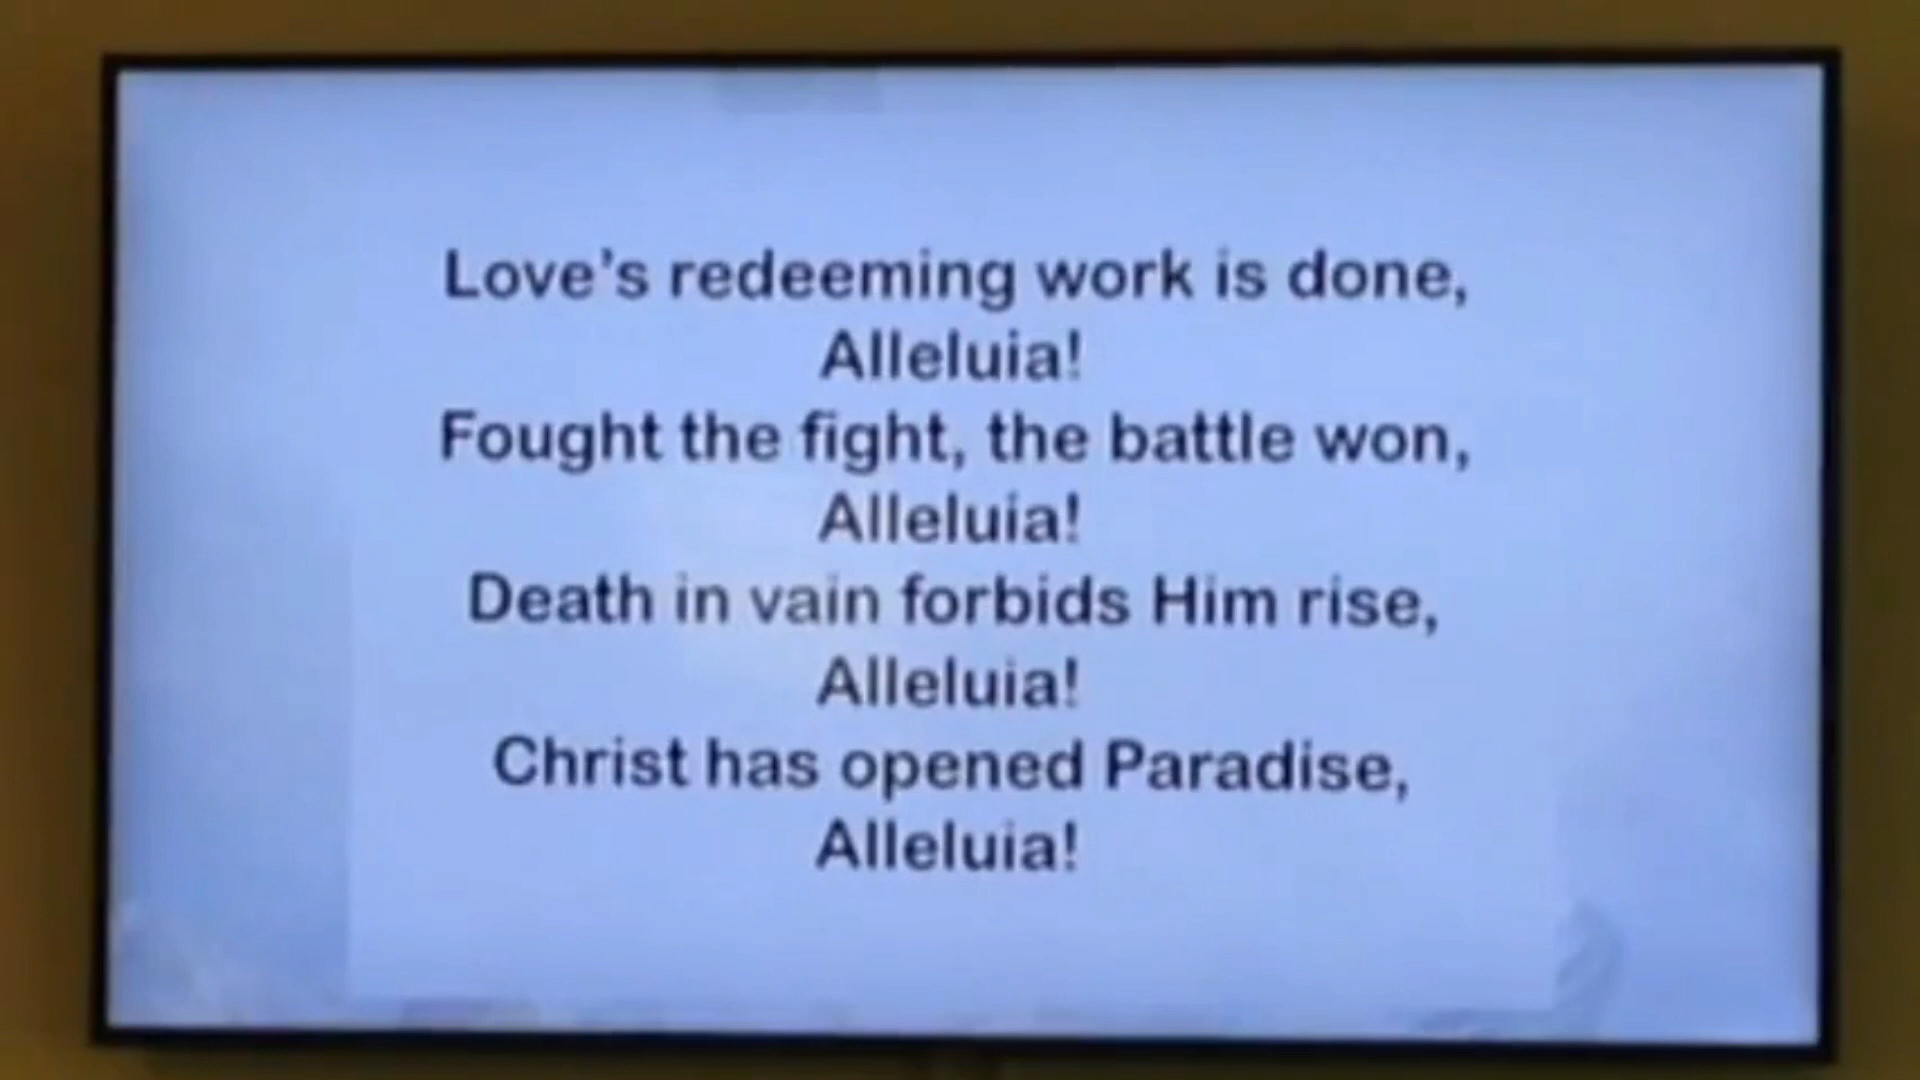 Love’s redeeming work is done,
Alleluia!
Fought the fight, the battle won,
Alleluia!
Death in vain forbids Him rise,
Alleluia!
Christ has opened Paradise,
Alleluia!